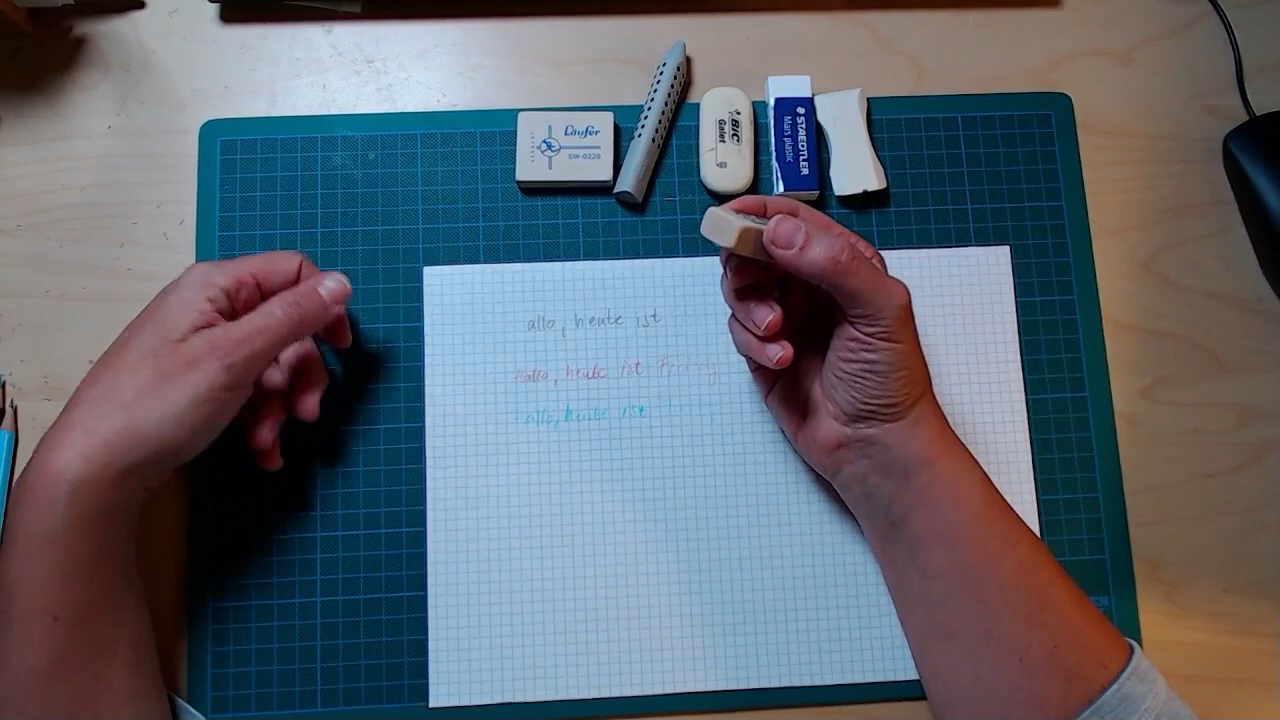 Läufer
SW-0220
BIC
Galet
STAEDTLER
Mars plastic
allo, heute ist
Hallo, heute ist
Hallo, heute ist